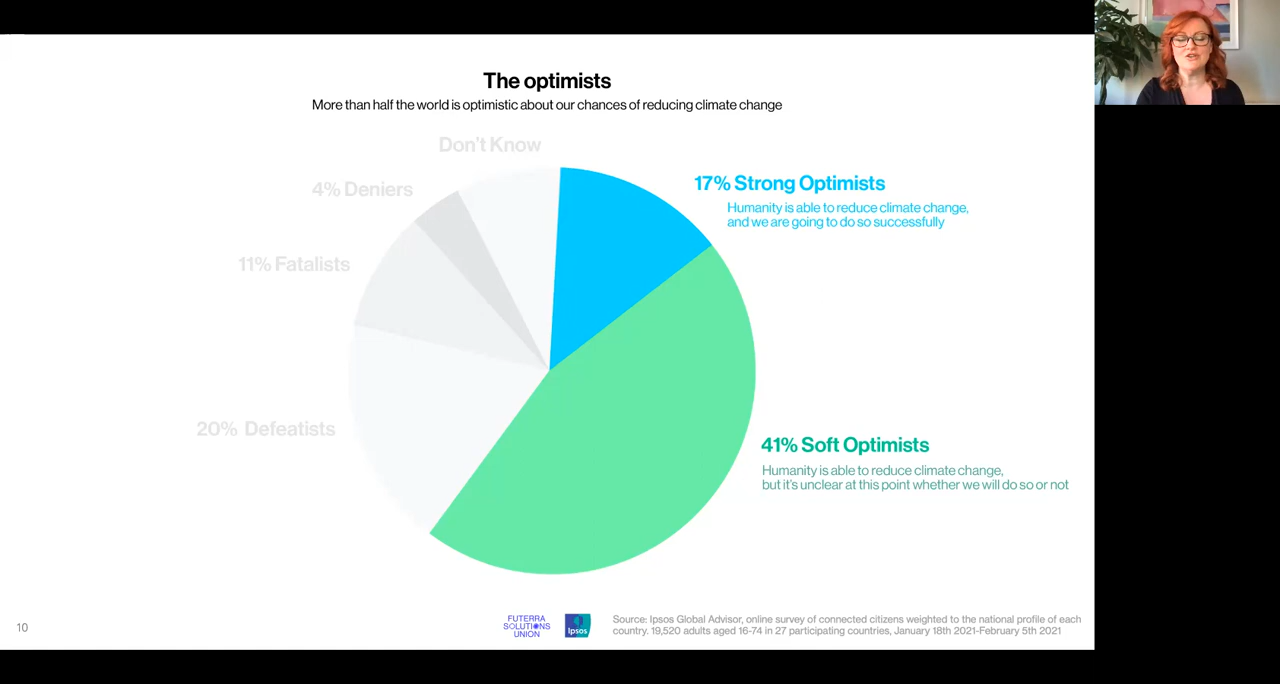 The optimists
More than half the world is optimistic about our chances of reducing climate change
Don't Know
4% Deniers
17% Strong Optimists
Humanity is able to reduce climate change,
and we are going to do so successfully
11% Fatalists
20% Defeatists
41% Soft Optimists
Humanity is able to reduce climate change,
but it's unclear at this point whether we will do so or not
10
FUTERRA
SOLUTIONS
UNION
Ipsos
Source: Ipsos Global Advisor, online survey of connected citizens weighted to the national profile of each
country. 19,520 adults aged 16-74 in 27 participating countries, January 18th 2021-February 5th 2021